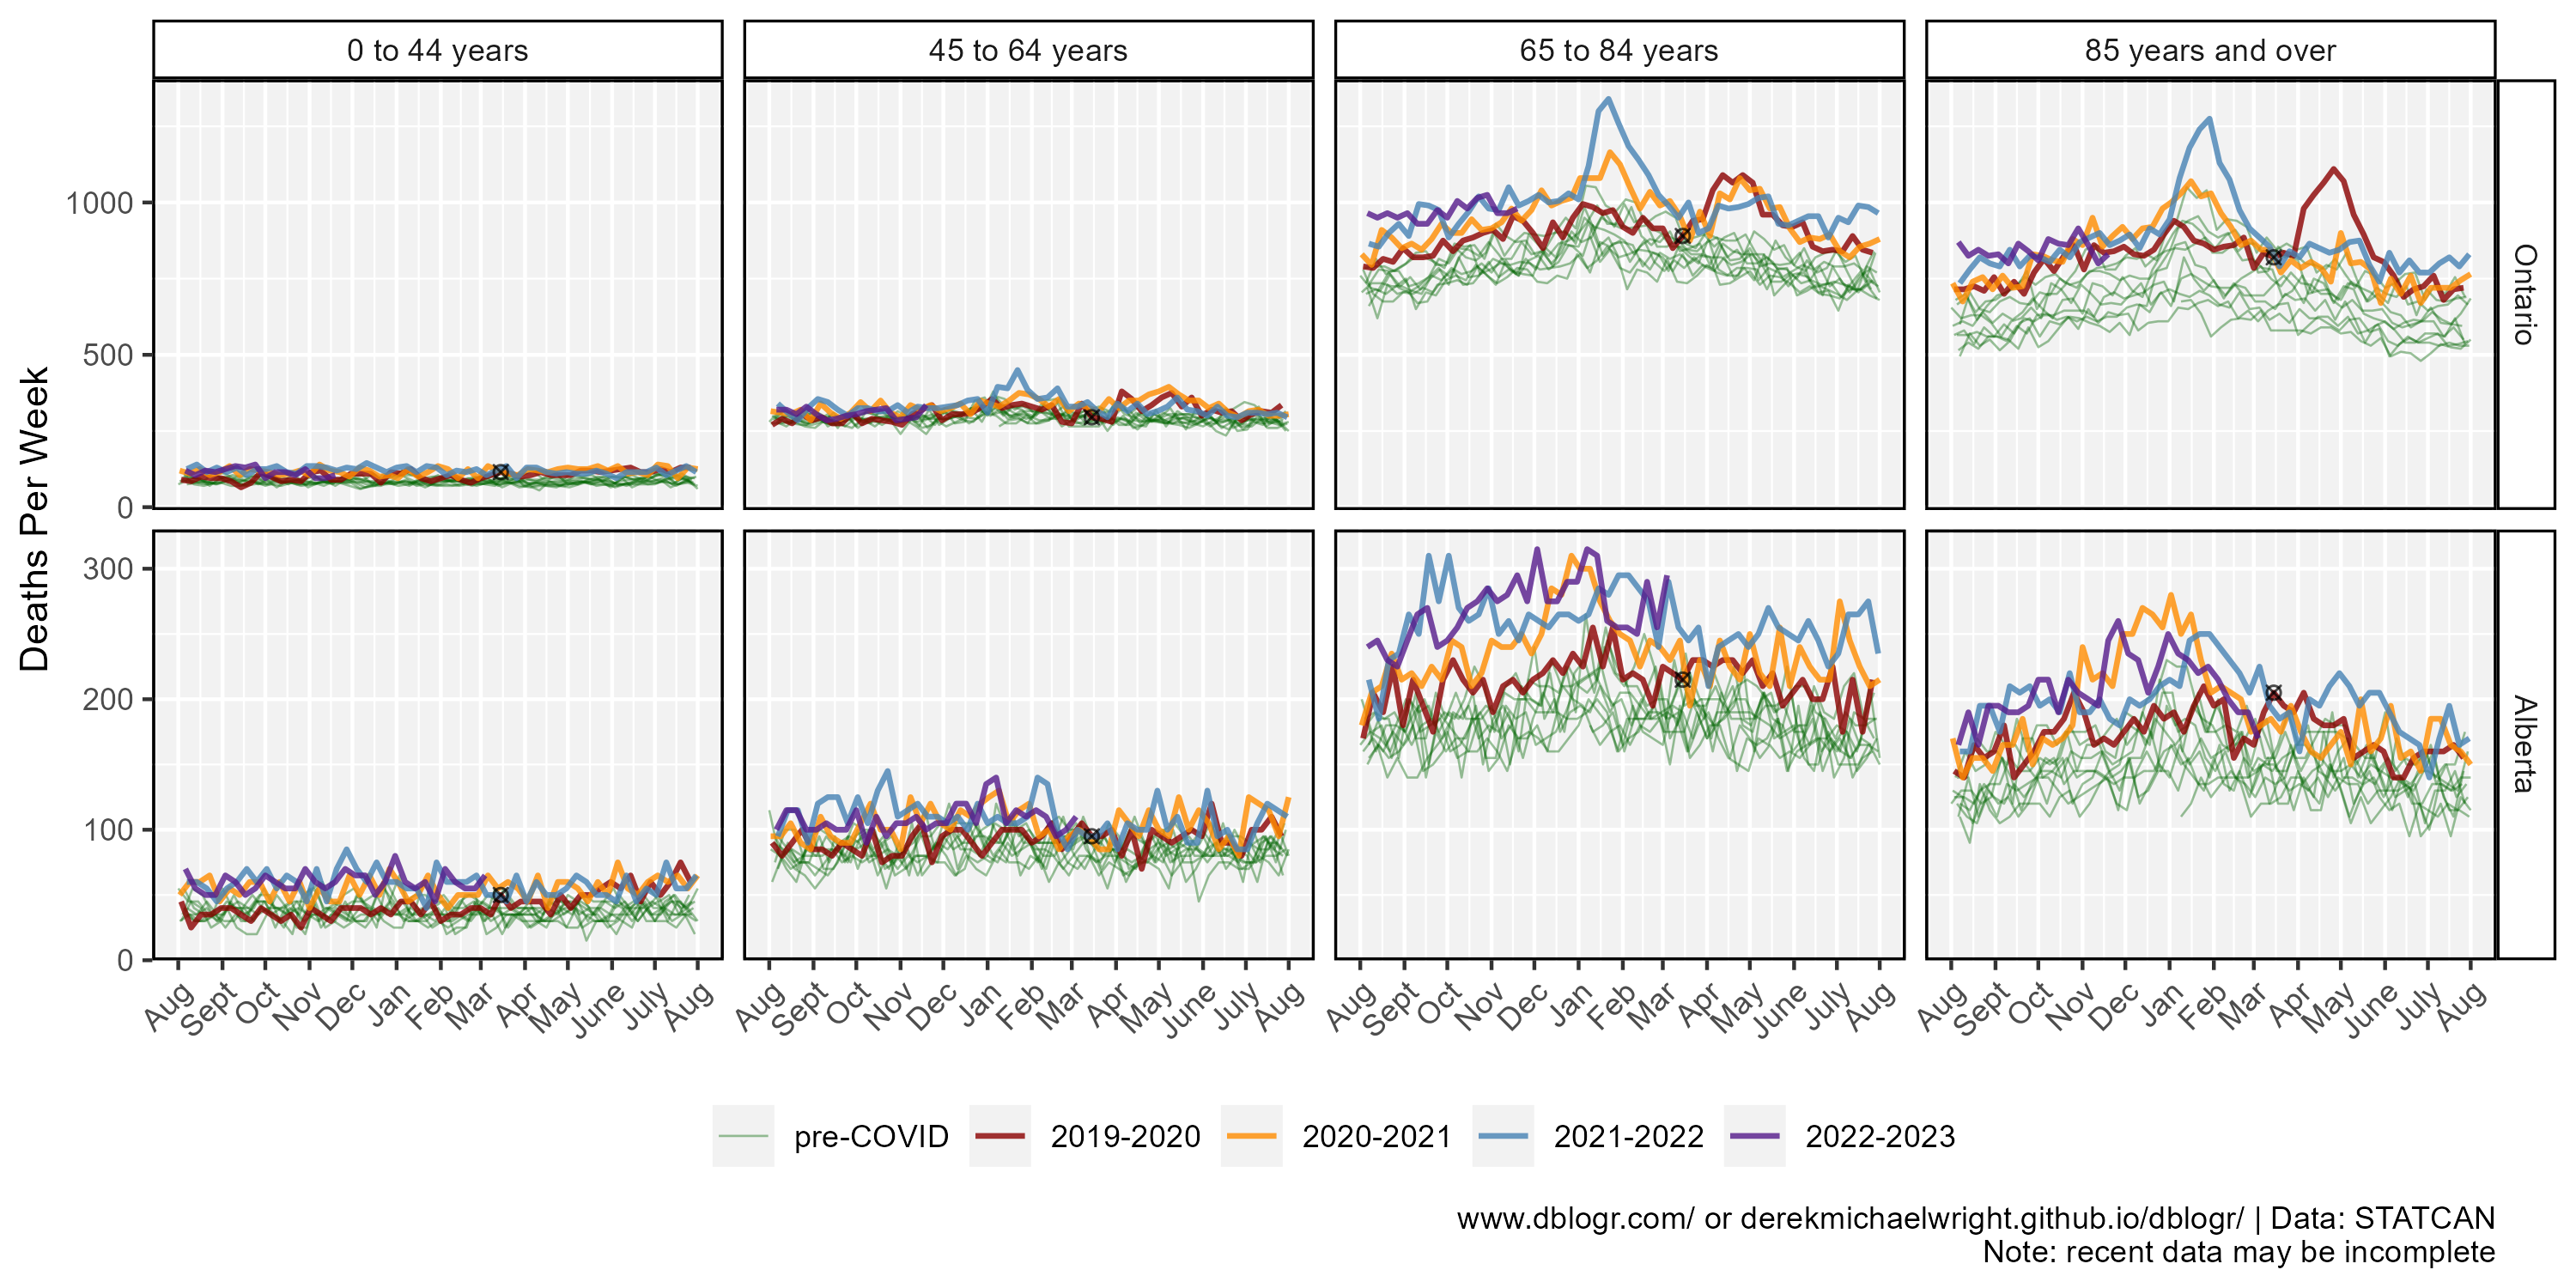 0 to 44 years
45 to 64 years
65 to 84 years
85 years and over
Deaths Per Week
1000
500
0
Ontario
300
200
100
0
Alberta
Aug Sept Oct Nov Dec Jan Feb Mar Apr May June July Aug
Aug Sept Oct Nov Dec Jan Feb Mar Apr May June July Aug
Aug Sept Oct Nov Dec Jan Feb Mar Apr May June July Aug
Aug Sept Oct Nov Dec Jan Feb Mar Apr May June July Aug
pre-COVID 2019-2020 2020-2021 2021-2022 2022-2023
www.dblogr.com/ or derekmichaelwright.github.io/dblogr/ | Data: STATCAN
Note: recent data may be incomplete